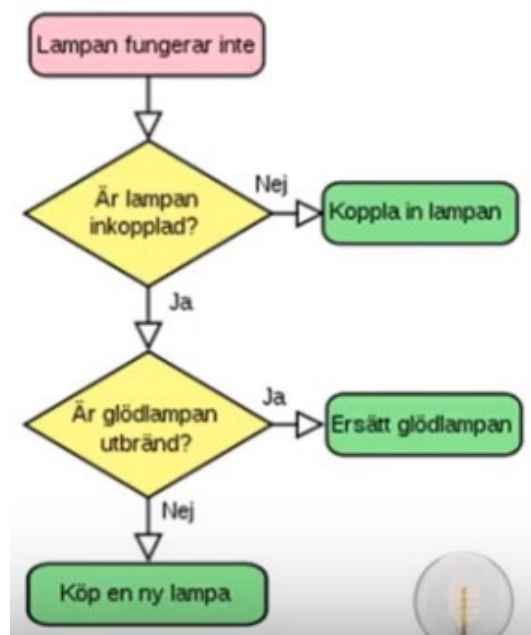 Lampan fungerar inte
Är lampan
inkopplad?
Nej
Koppla in lampan
Ja
Är glödlampan
utbränd?
Ja
Ersätt glödlampan
Nej
Köp en ny lampa